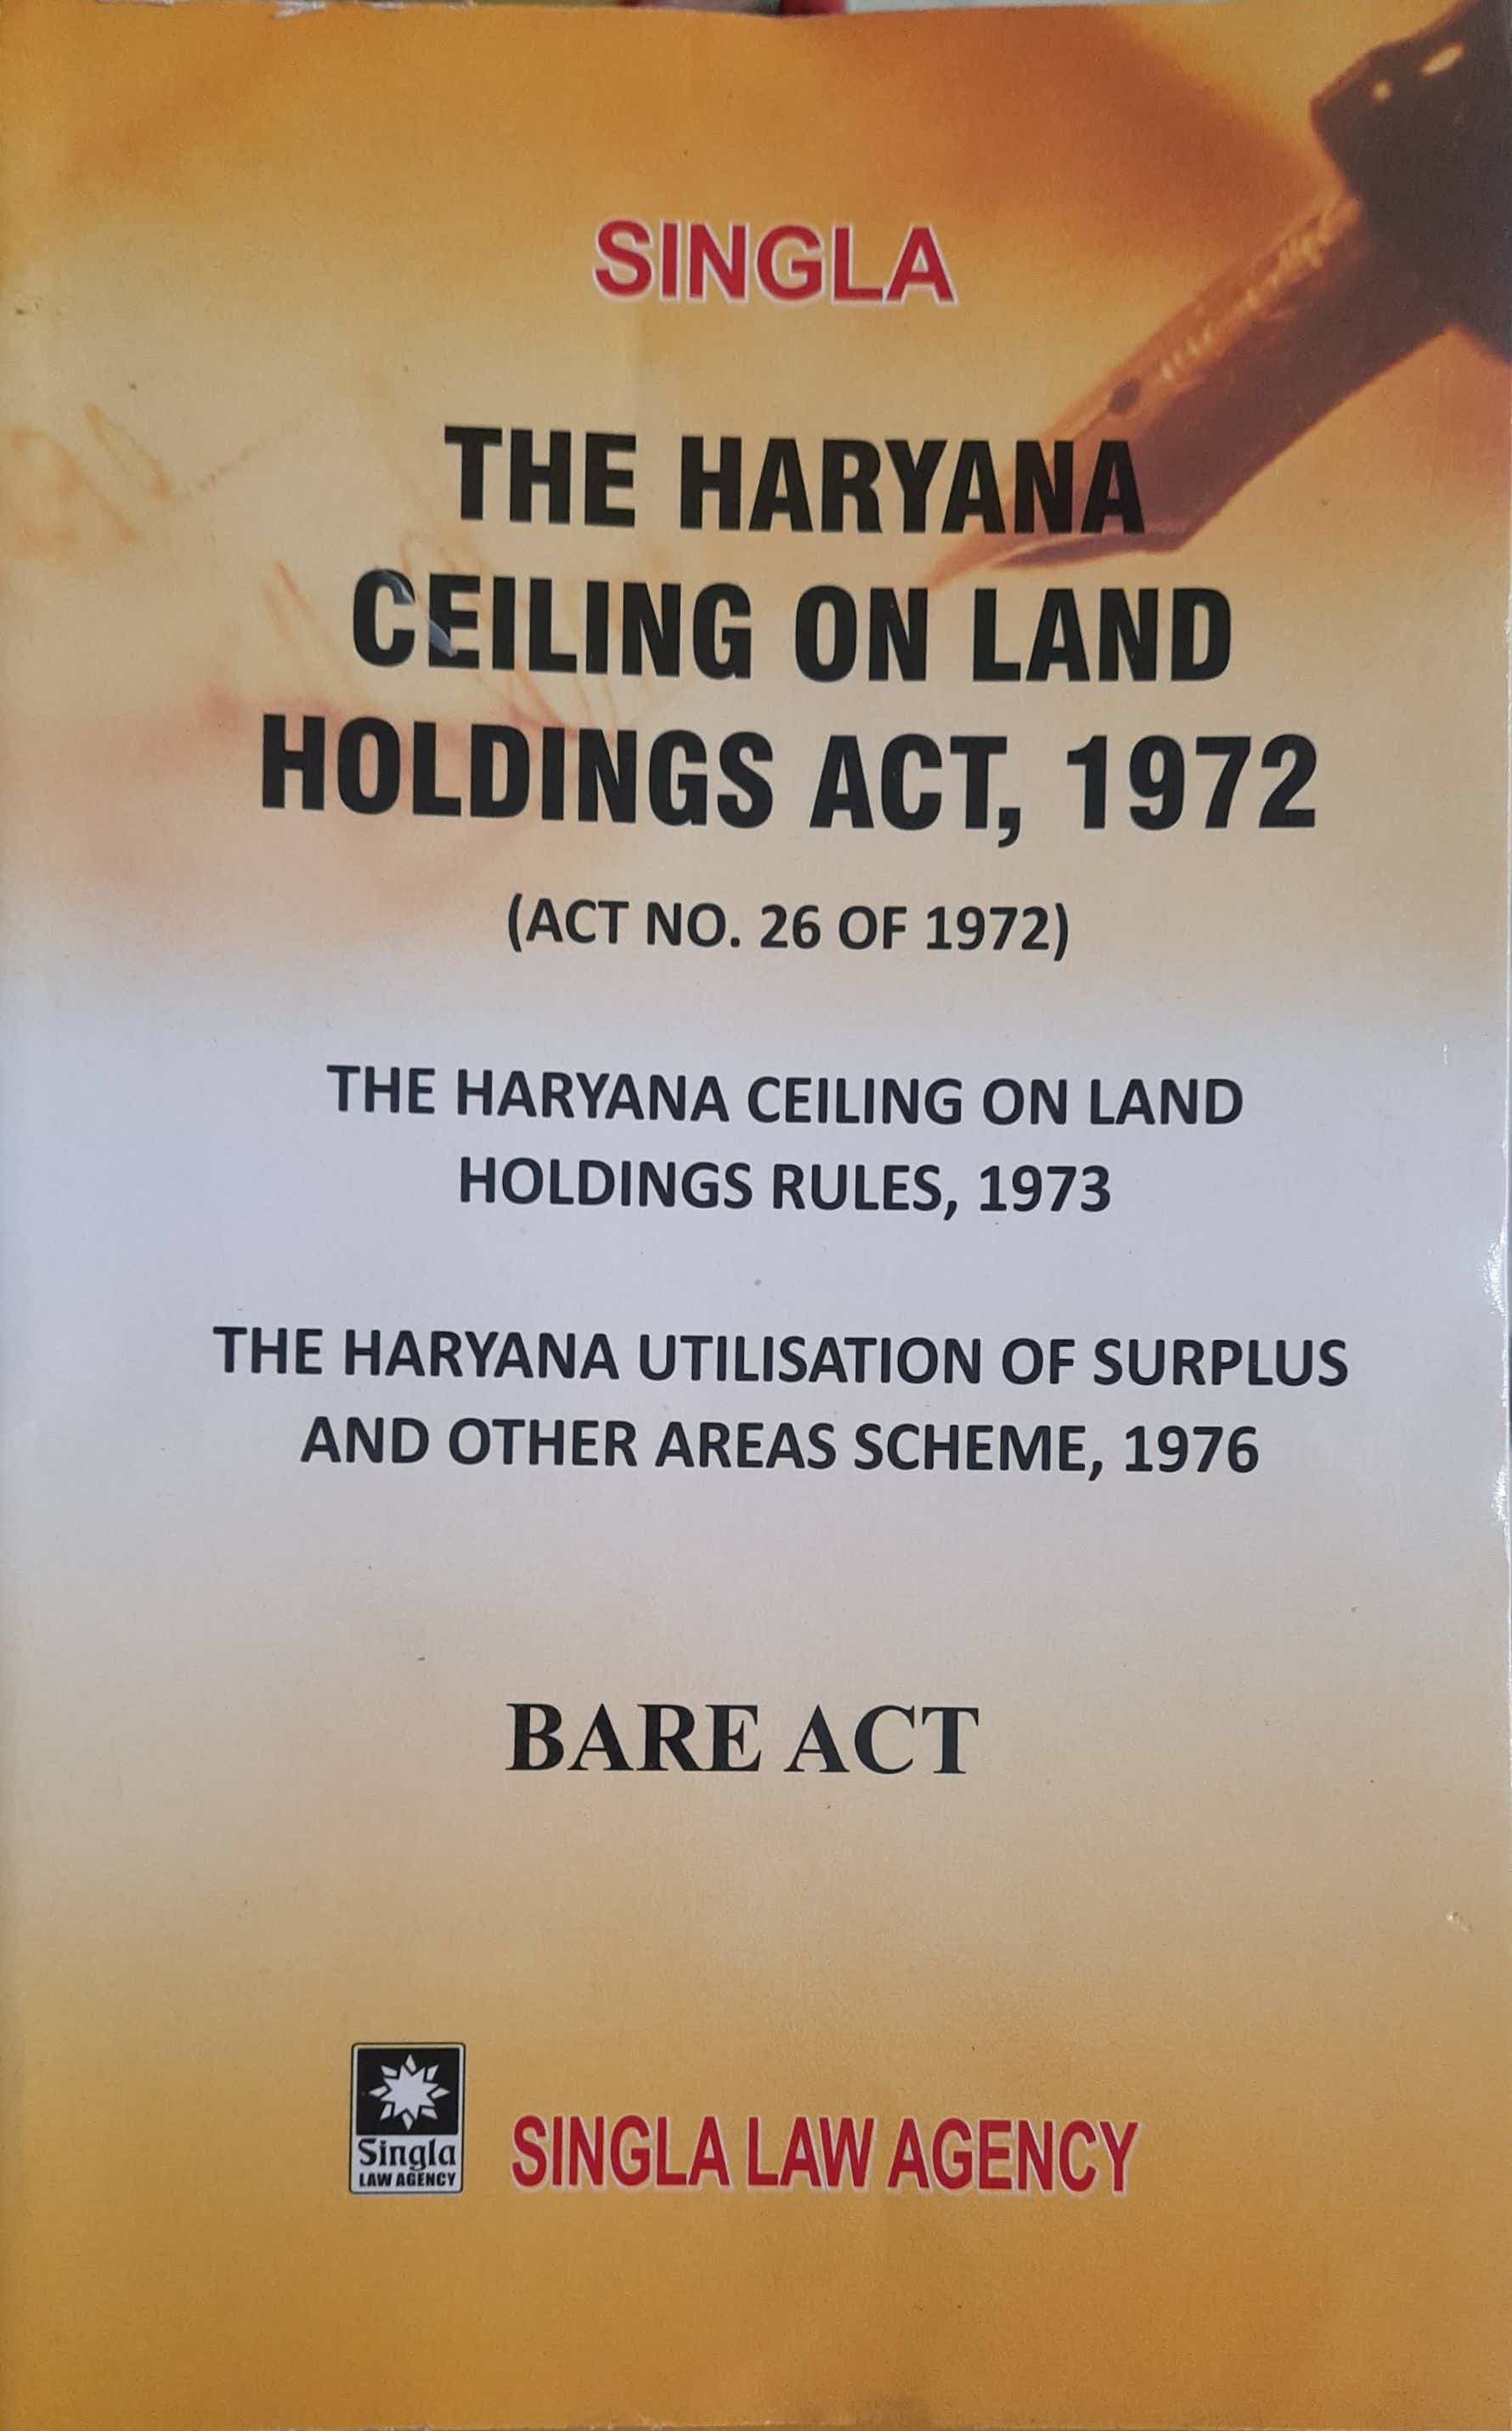 SINGLA
THE HARYANA
CEILING ON LAND
HOLDINGS ACT, 1972
(ACT NO. 26 OF 1972)
THE HARYANA CEILING ON LAND
HOLDINGS RULES, 1973
THE HARYANA UTILISATION OF SURPLUS
AND OTHER AREAS SCHEME, 1976
BARE ACT
Singla
LAW AGENCY
SINGLA LAW AGENCY